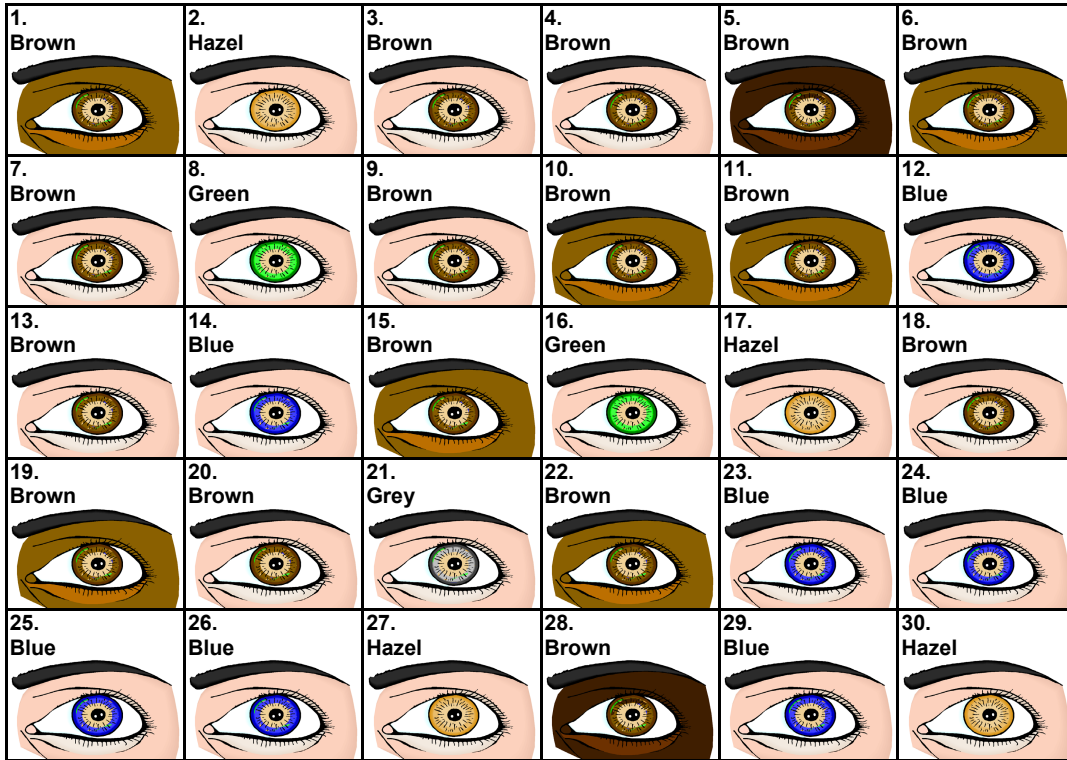 1.
Brown
2.
Hazel
3.
Brown
4.
Brown
5.
Brown
6.
Brown
7.
Brown
8.
Green
9.
Brown
10.
Brown
11.
Brown
12.
Blue
13.
Brown
14.
Blue
15.
Brown
16.
Green
17.
Hazel
18.
Brown
19.
Brown
20.
Brown
21.
Grey
22.
Brown
23.
Blue
24.
Blue
25.
Blue
26.
Blue
27.
Hazel
28.
Brown
29.
Blue
30.
Hazel